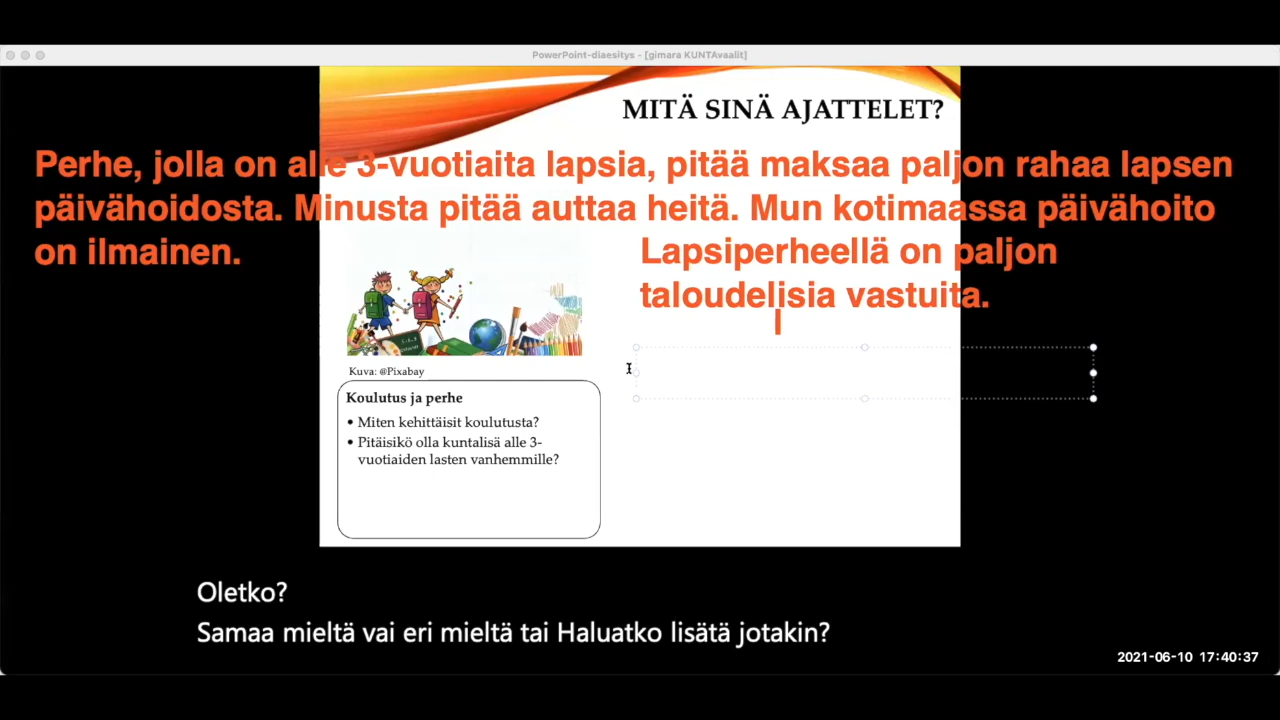 PowerPoint-diaesitys - [gimara KUNTAvaalit]
MITÄ SINÄ AJATTELET?
Perhe, jolla on alle 3-vuotiaita lapsia, pitää maksaa paljon rahaa lapsen
päivähoidosta. Minusta pitää auttaa heitä. Mun kotimaassa päivähoito
on ilmainen.
Lapsiperheellä on paljon
taloudelisia vastuita.
Kuva: @Pixabay
Koulutus ja perhe
• Miten kehittäisit koulutusta?
• Pitäisikö olla kuntalisä alle 3-
vuotiaiden lasten vanhemmille?
Oletko?
Samaa mieltä vai eri mieltä tai Haluatko lisätä jotakin?
2021-06-10 17:40:37